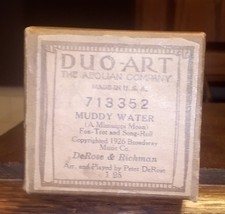 DUO-ART
THE AEOLIAN COMPANY
MADE IN U.S.A.
713352
MUDDY WATER
(A Mississippi Moan)
Fox-Trot and Song-Roll
Copyrighted 1926 Broadway
Music Co.
DeRose & Richman
Arr. and Played by Peter DeRose